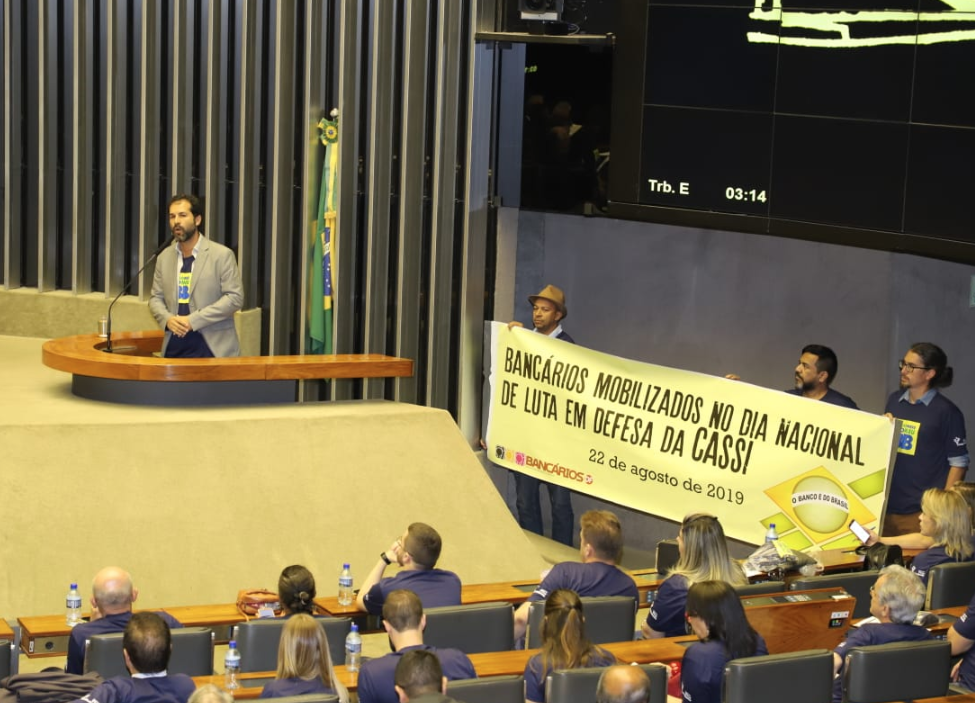 Trb. E 03:14
BANCÁRIOS MOBILIZADOS NO DIA NACIONAL
DE LUTA EM DEFESA DA CASSI
22 de agosto de 2019
BANCÁRIOS
O BANCO É DO BRASIL